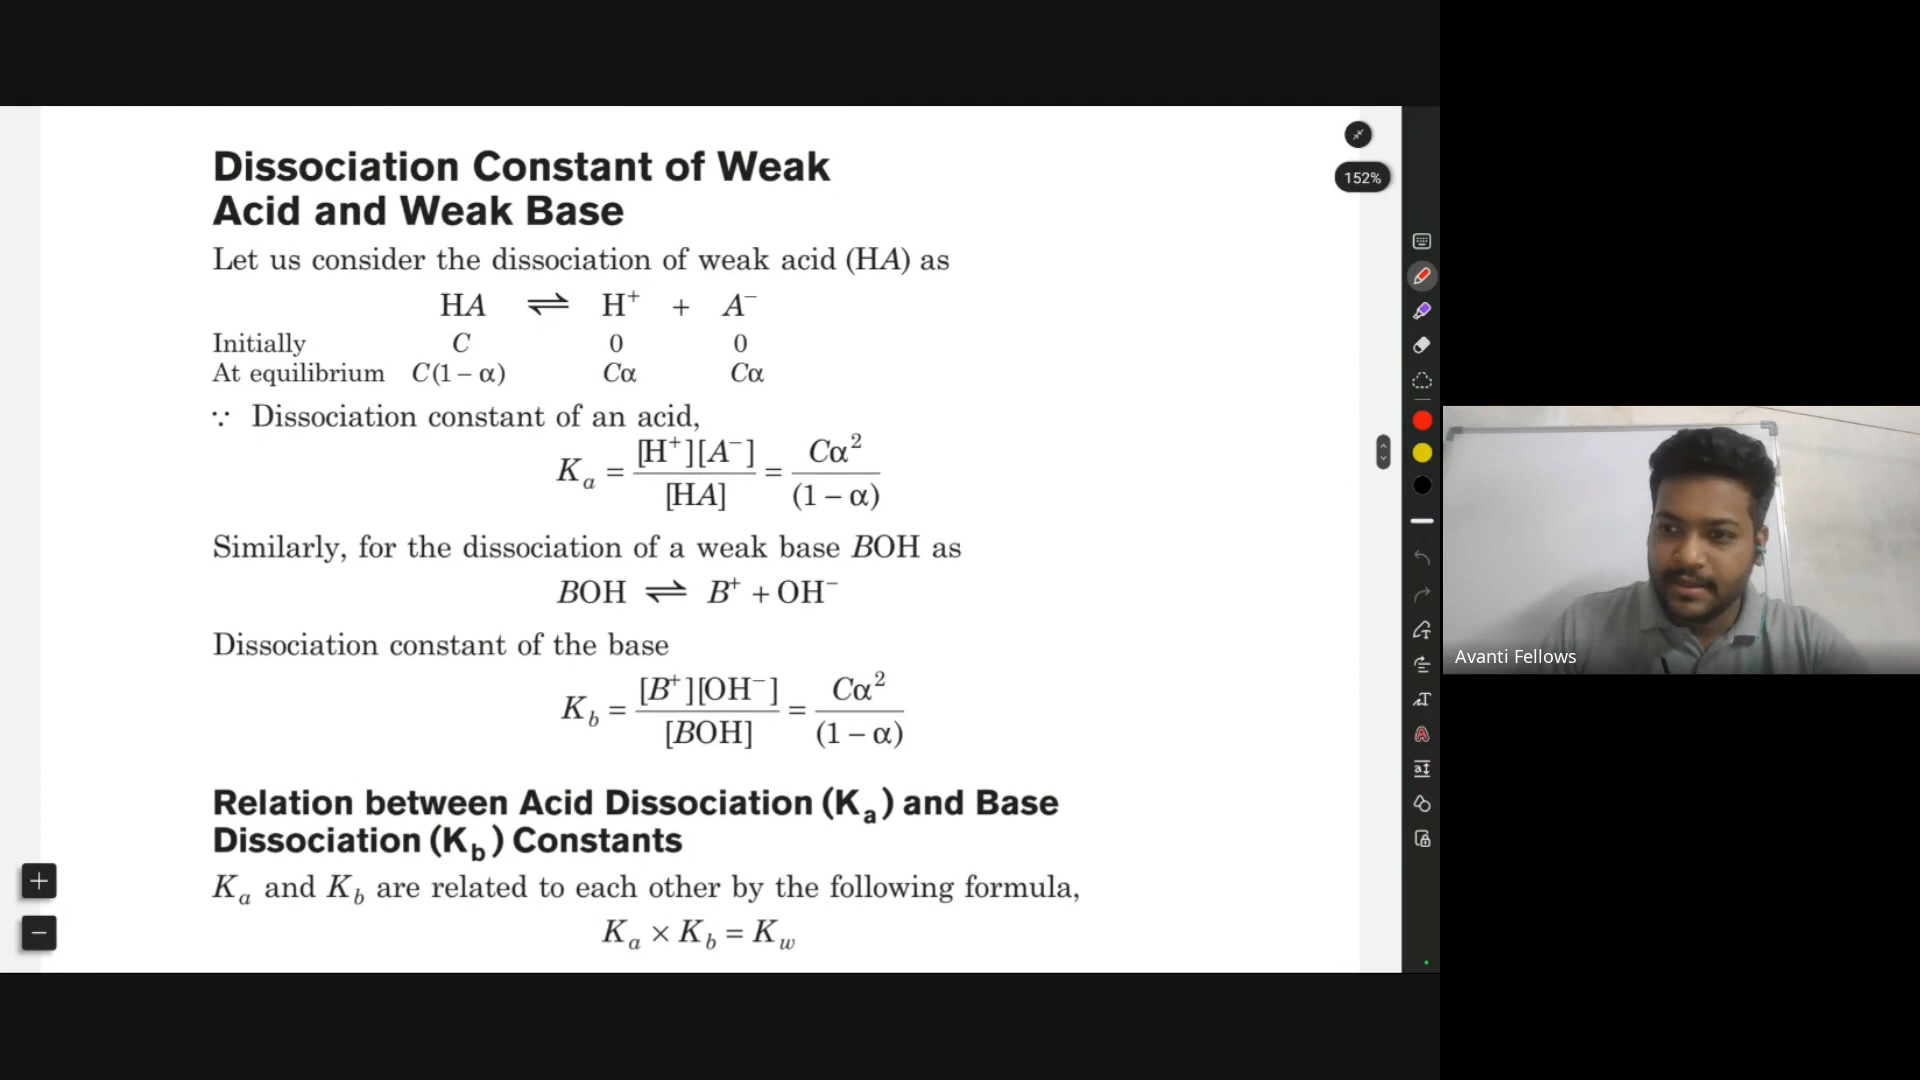 Dissociation Constant of Weak
Acid and Weak Base
Let us consider the dissociation of weak acid (HA) as
HA ⇌ H⁺ + A⁻
Initially C 0 0
At equilibrium C(1 – α) Cα Cα
∵ Dissociation constant of an acid,
Kₐ = [H⁺][A⁻] / [HA] = Cα² / (1 – α)
Similarly, for the dissociation of a weak base BOH as
BOH ⇌ B⁺ + OH⁻
Dissociation constant of the base
K_b = [B⁺][OH⁻] / [BOH] = Cα² / (1 – α)
Relation between Acid Dissociation (Kₐ) and Base
Dissociation (K_b) Constants
Kₐ and K_b are related to each other by the following formula,
Kₐ × K_b = K_w
152%
Avanti Fellows